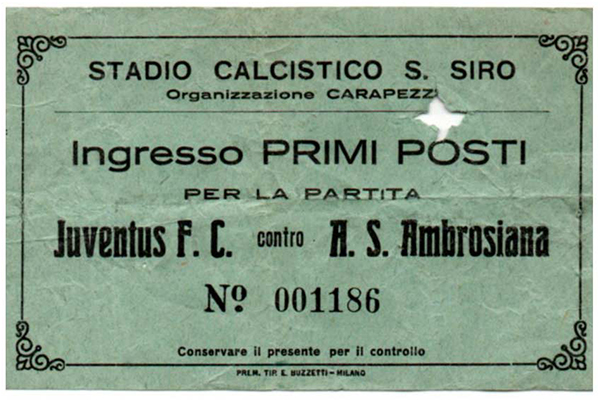 STADIO CALCISTICO S. SIRO
Organizzazione CARAPEZZI
Ingresso PRIMI POSTI
PER LA PARTITA
Juventus F. C. contro A. S. Ambrosiana
Nº 001186
Conservare il presente per il controllo
PREM. TIP. E. BUZZETTI - MILANO